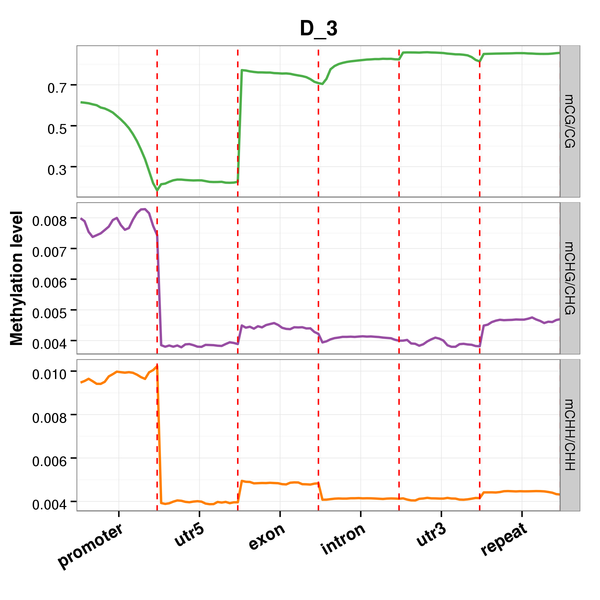 D_3
Methylation level
0.7
0.5
0.3
mCG/CG
0.008
0.007
0.006
0.005
0.004
mCHG/CHG
0.010
0.008
0.006
0.004
mCHH/CHH
promoter utr5 exon intron utr3 repeat